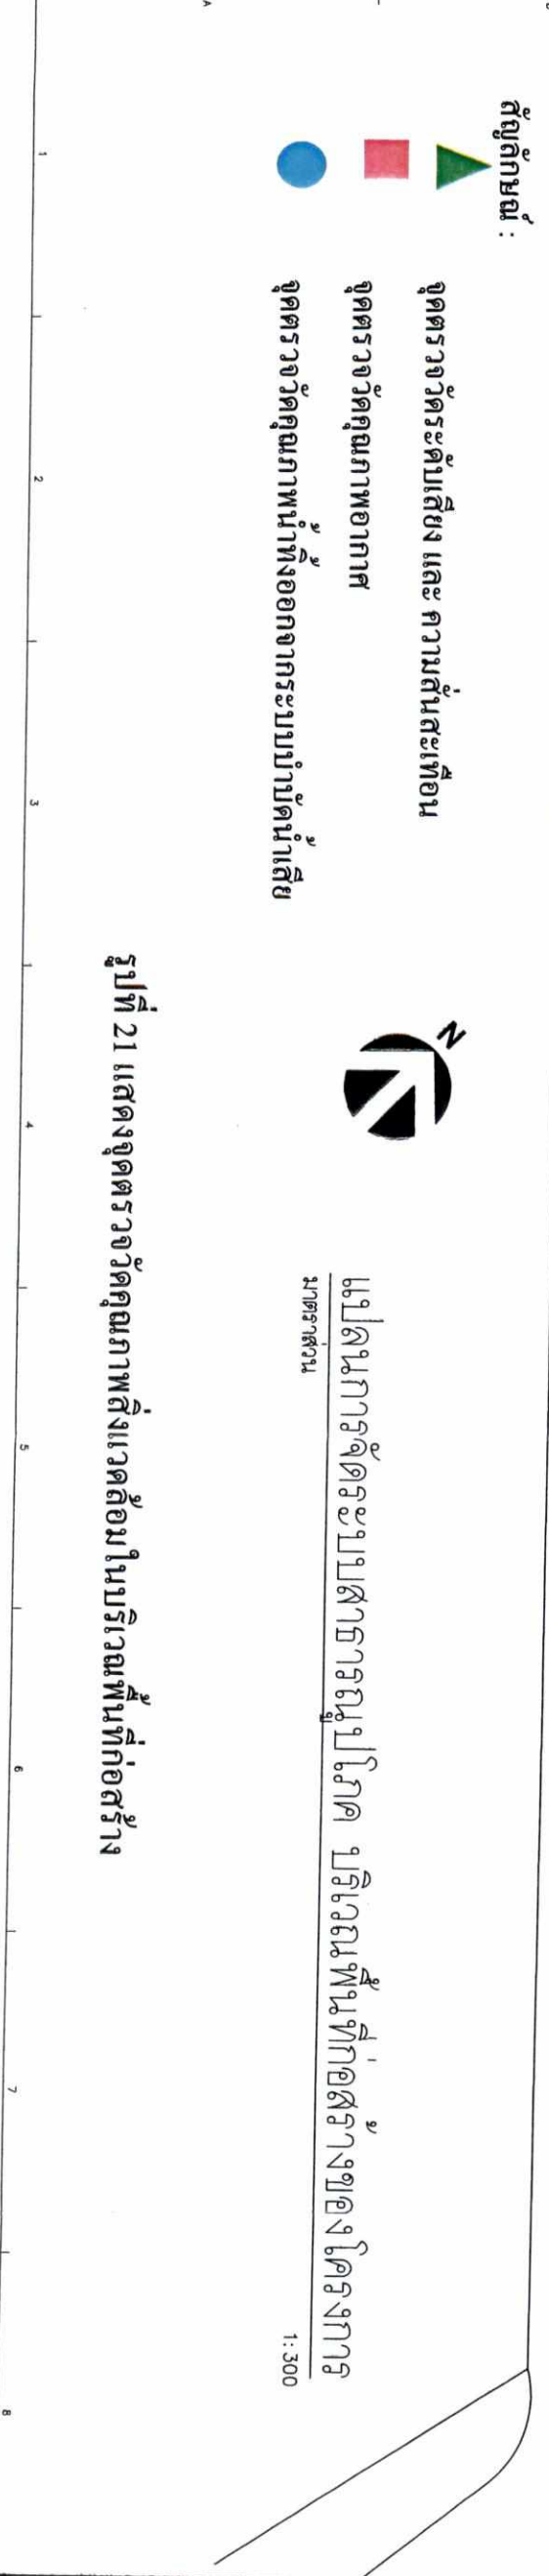 สัญลักษณ์ :
จุดตรวจวัดระดับเสียง และ ความสั่นสะเทือน
จุดตรวจวัดคุณภาพอากาศ
จุดตรวจวัดคุณภาพน้ำทิ้งออกจากระบบบำบัดน้ำเสีย
N
แปลนการจัดระบบสาธารณูปโภค บริเวณพื้นที่ก่อสร้างของโครงการ
มาตราส่วน 1:300
รูปที่ 21 แสดงจุดตรวจวัดคุณภาพสิ่งแวดล้อมในบริเวณพื้นที่ก่อสร้าง
A
1 2 3 4 5 6 7 8